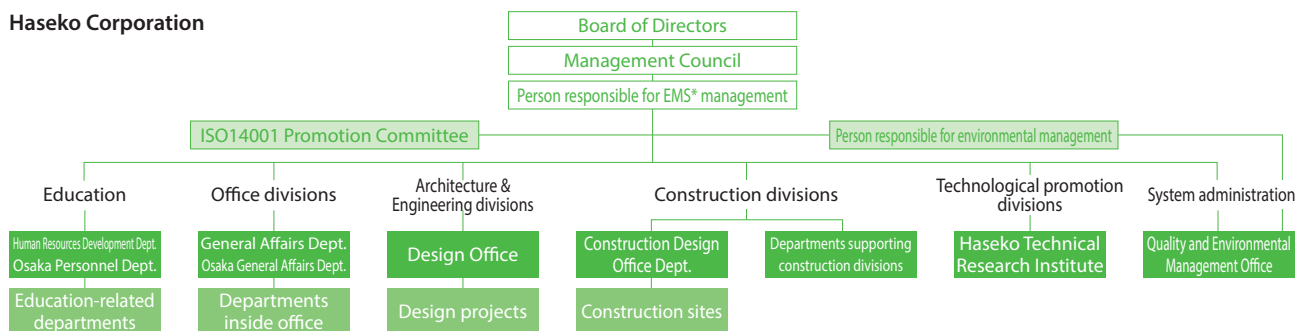 Haseko Corporation
Board of Directors
Management Council
Person responsible for EMS* management
ISO14001 Promotion Committee
Person responsible for environmental management
Education
Office divisions
Architecture &
Engineering divisions
Construction divisions
Technological promotion
divisions
System administration
Human Resources Development Dept.
Osaka Personnel Dept.
General Affairs Dept.
Osaka General Affairs Dept.
Design Office
Construction Design
Office Dept.
Departments supporting
construction divisions
Haseko Technical
Research Institute
Quality and Environmental
Management Office
Education-related
departments
Departments
inside office
Design projects
Construction sites